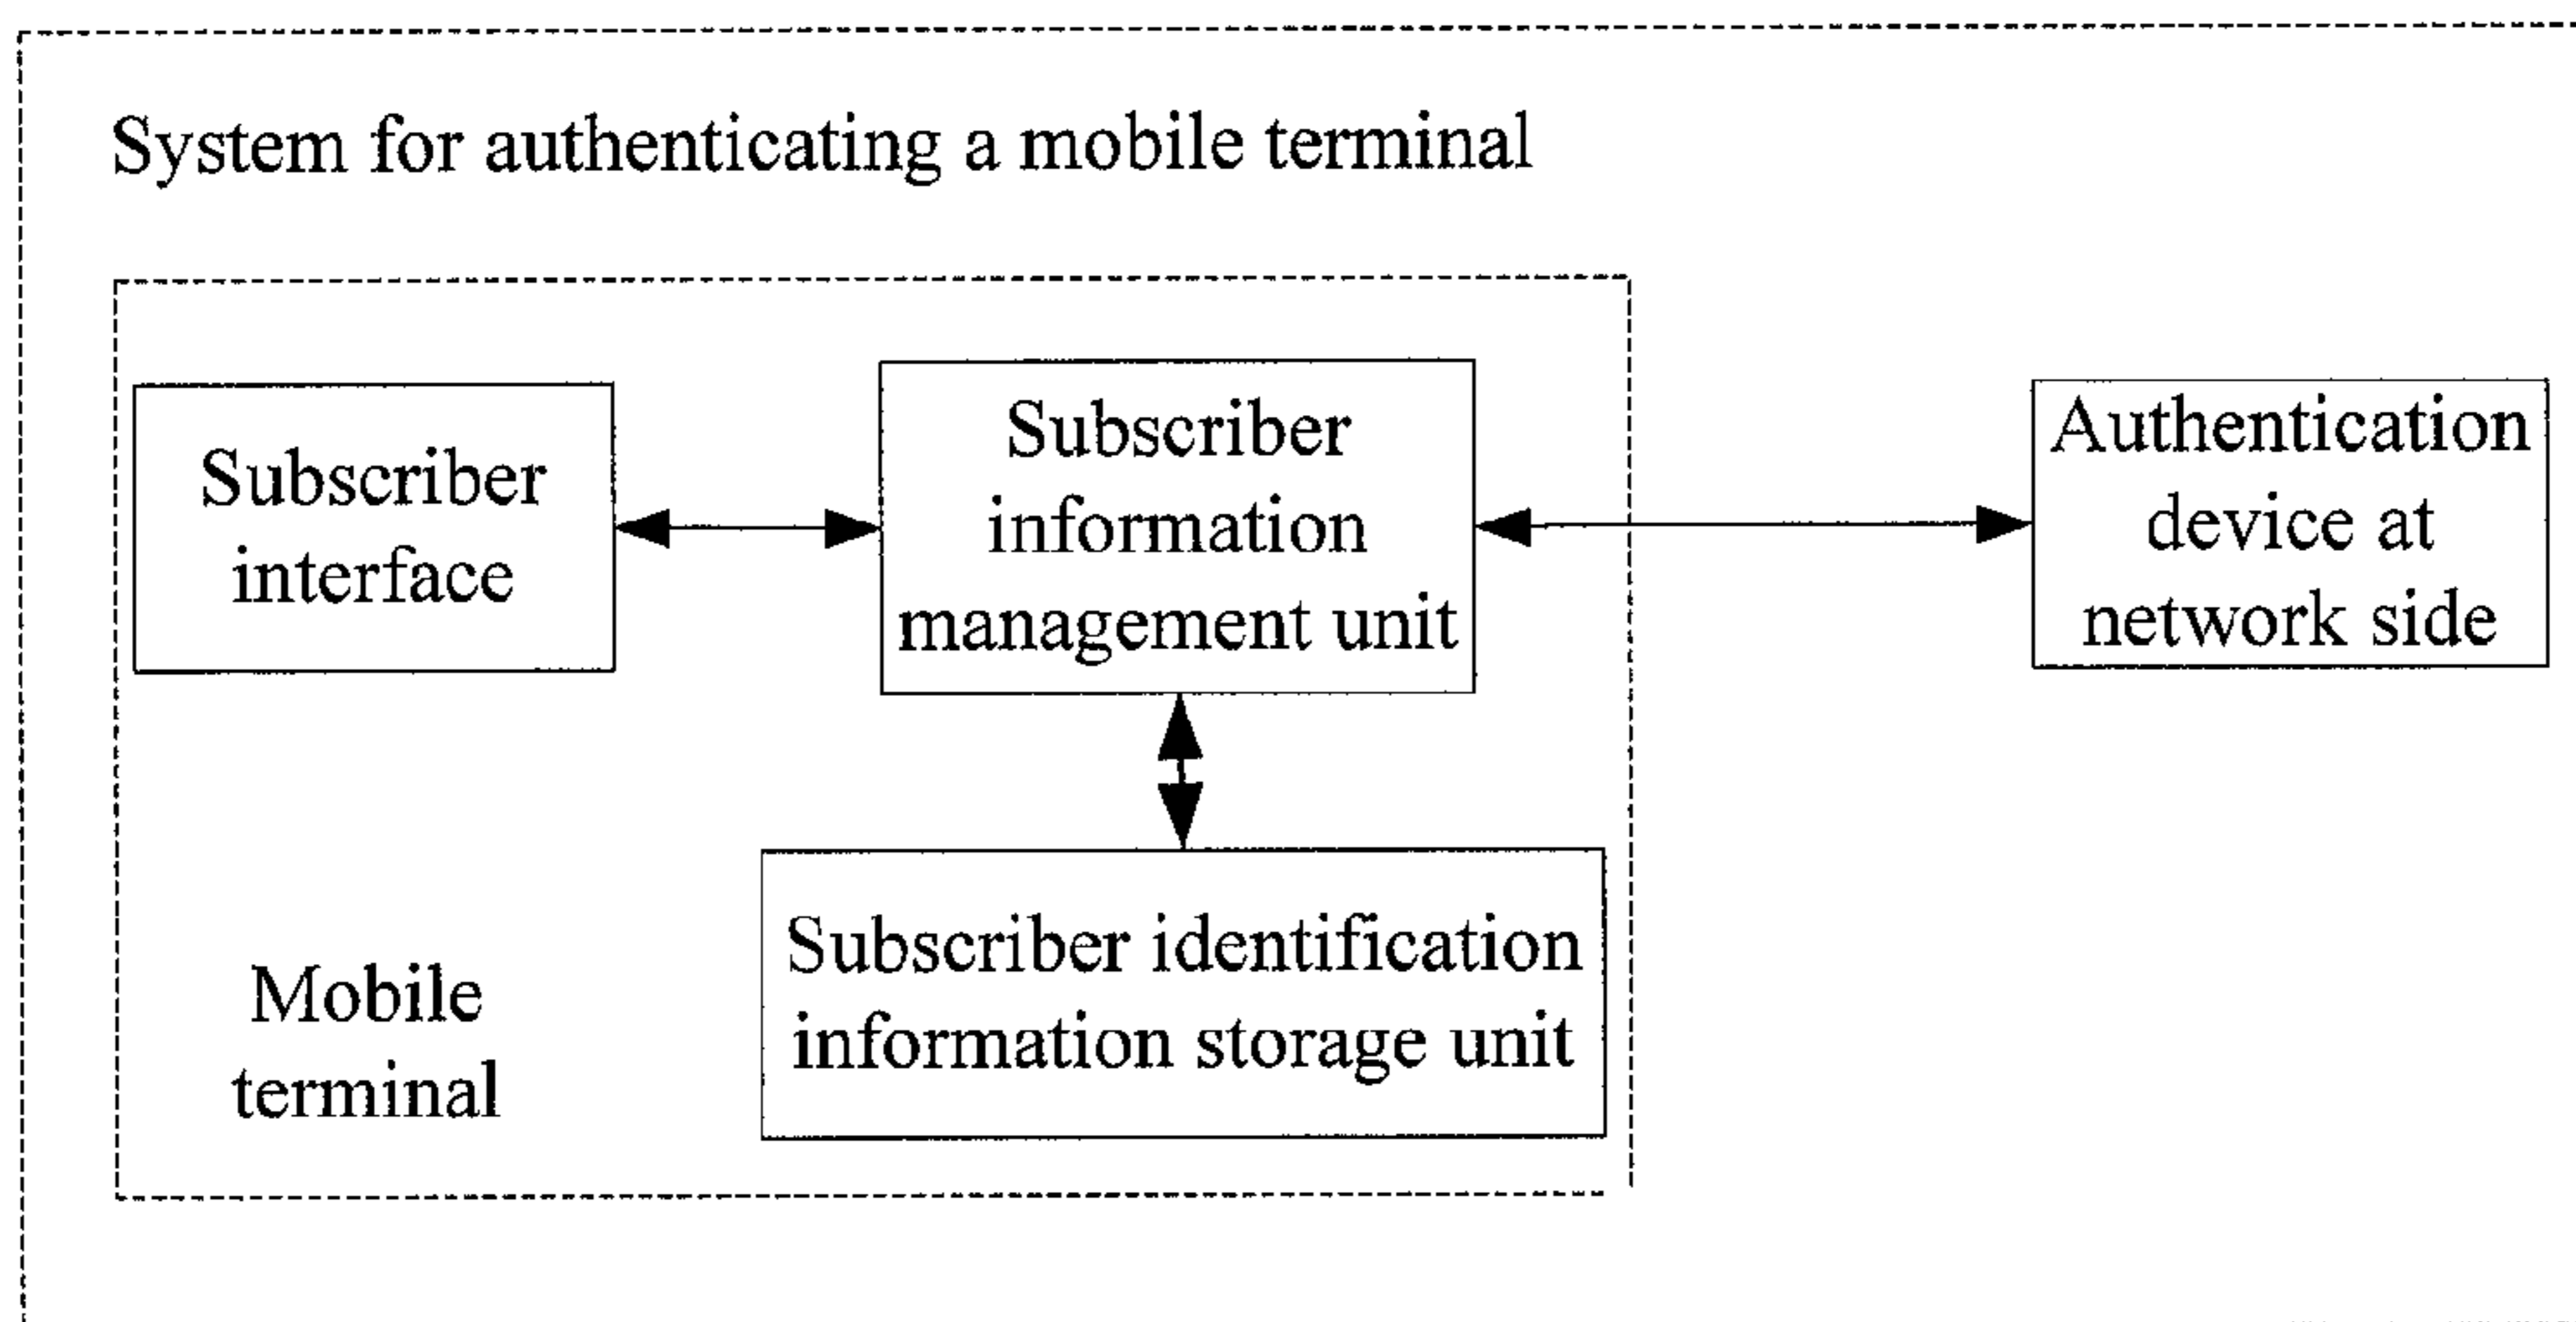 System for authenticating a mobile terminal
Subscriber
interface
Subscriber
information
management unit
Authentication
device at
network side
Subscriber identification
information storage unit
Mobile
terminal